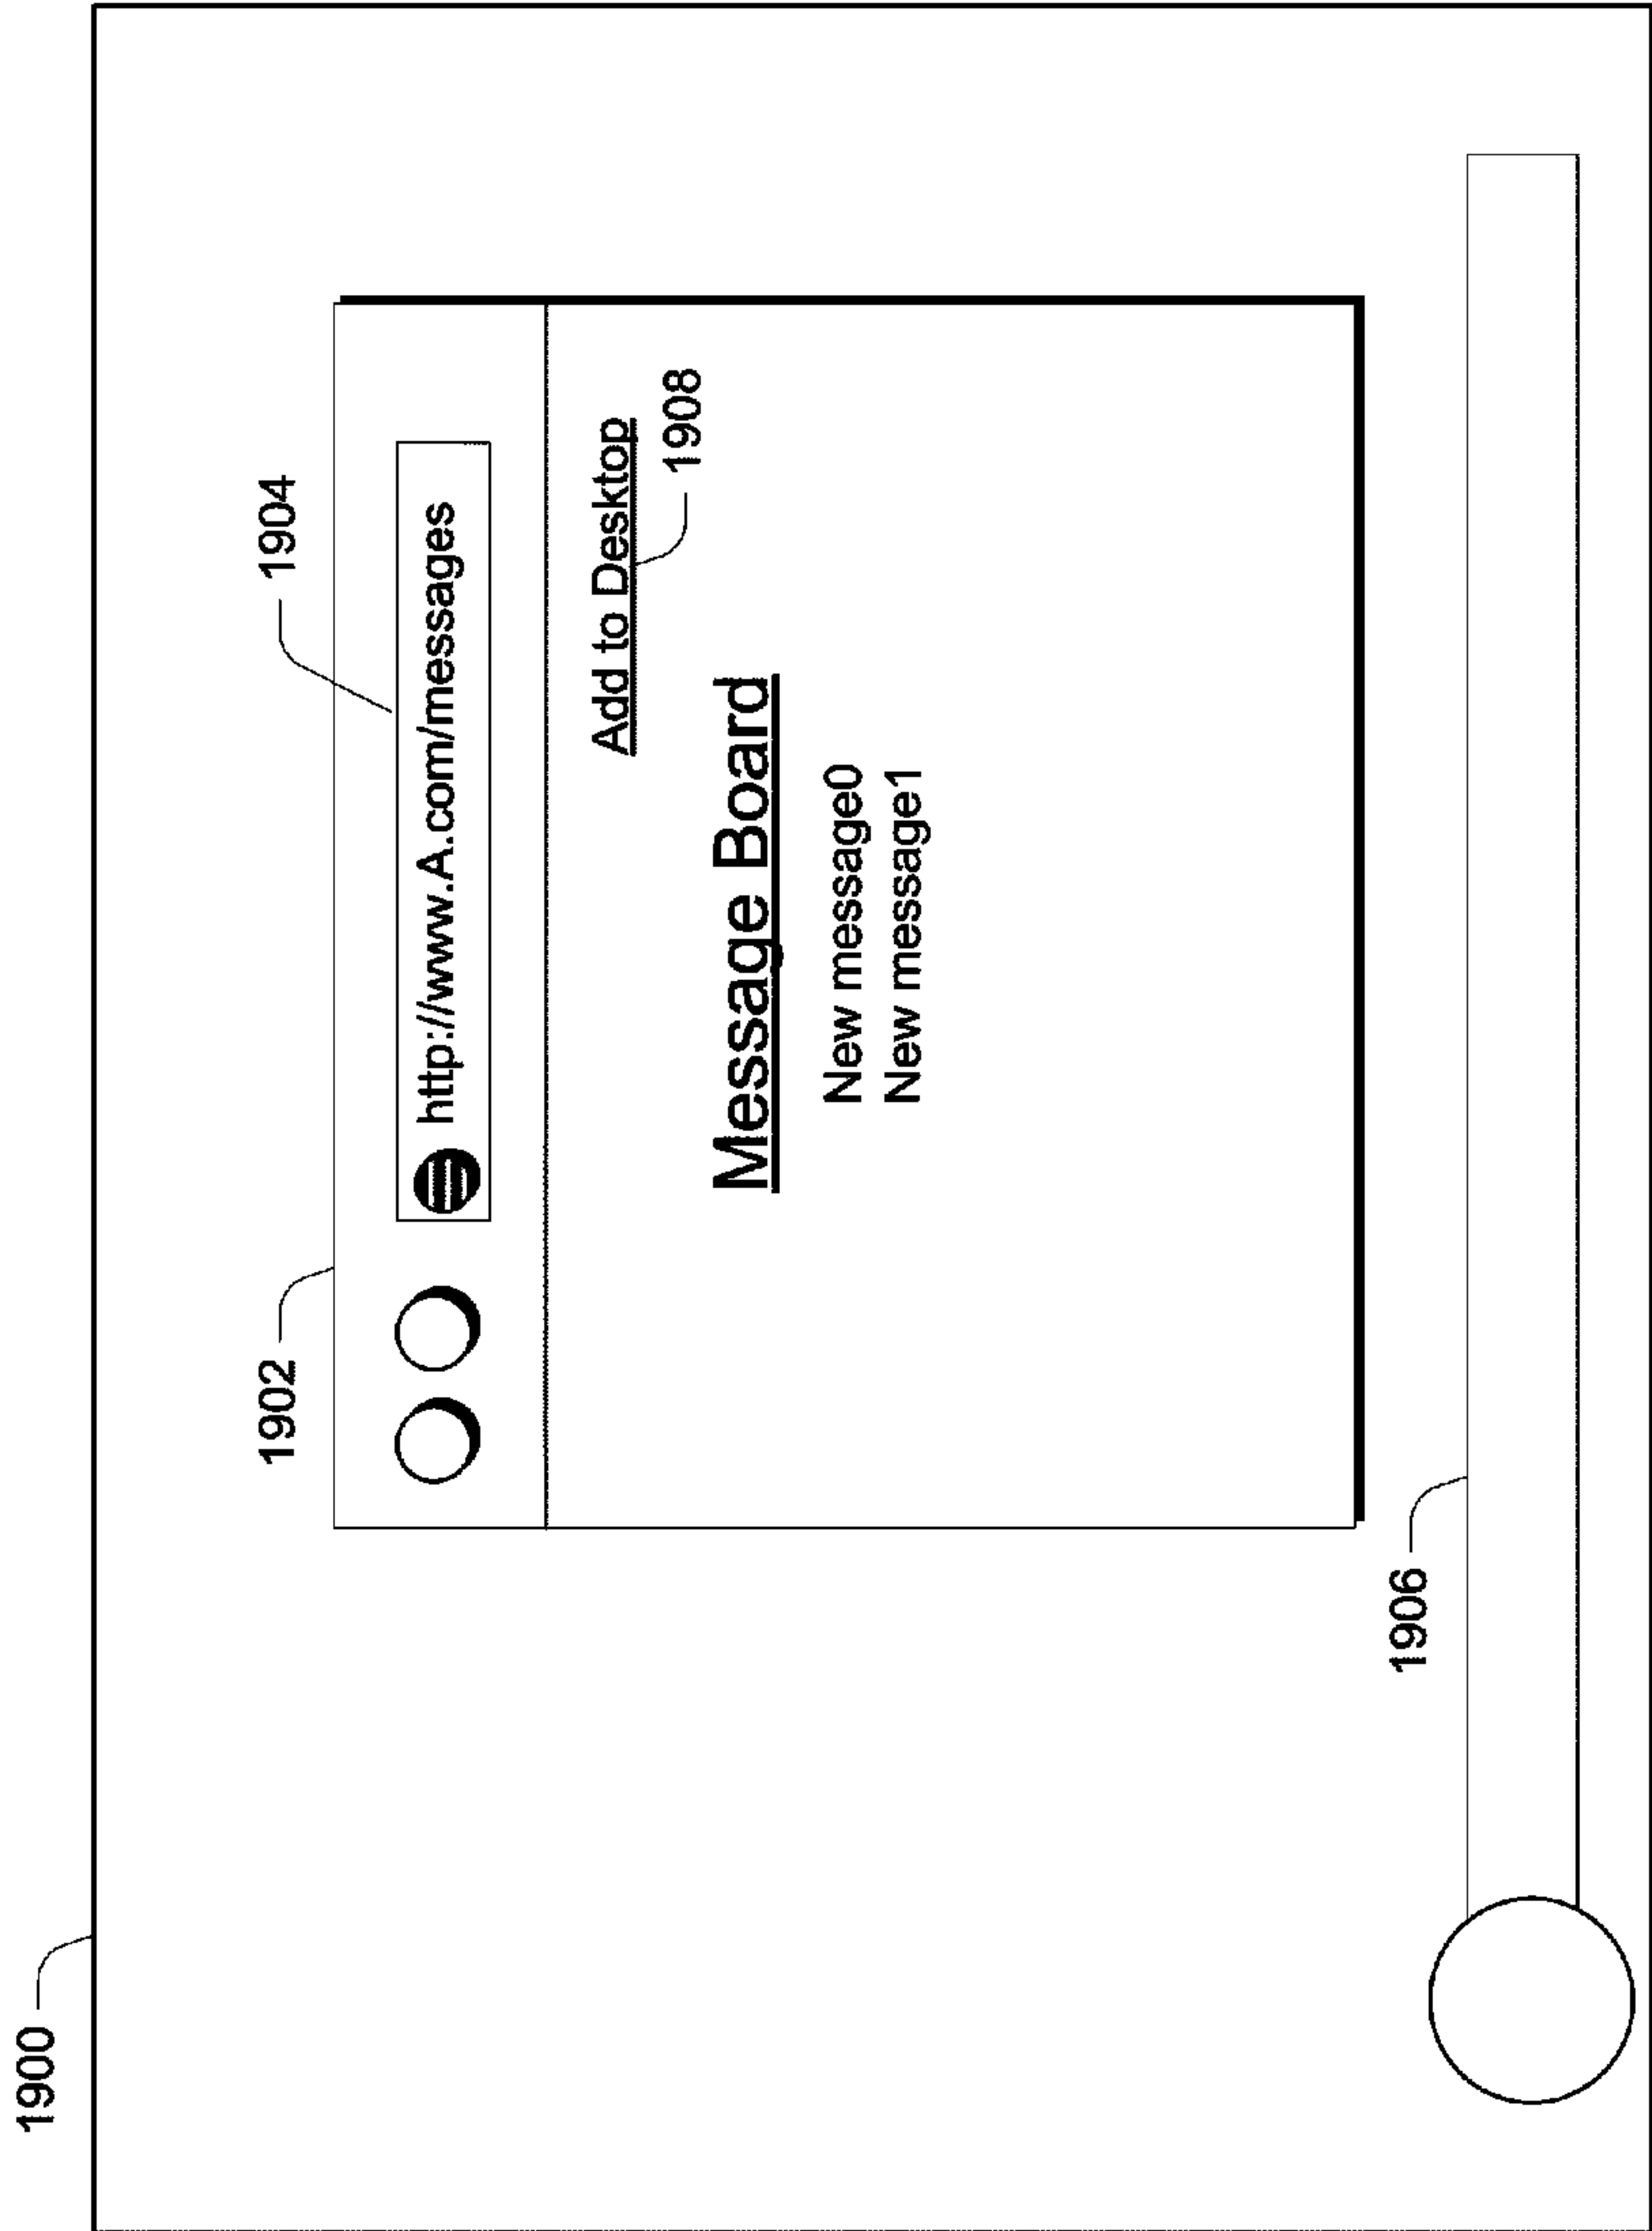 1900
1902
1904
http://www.A.com/messages
Add to Desktop
1908
Message Board
New message0
New message1
1906